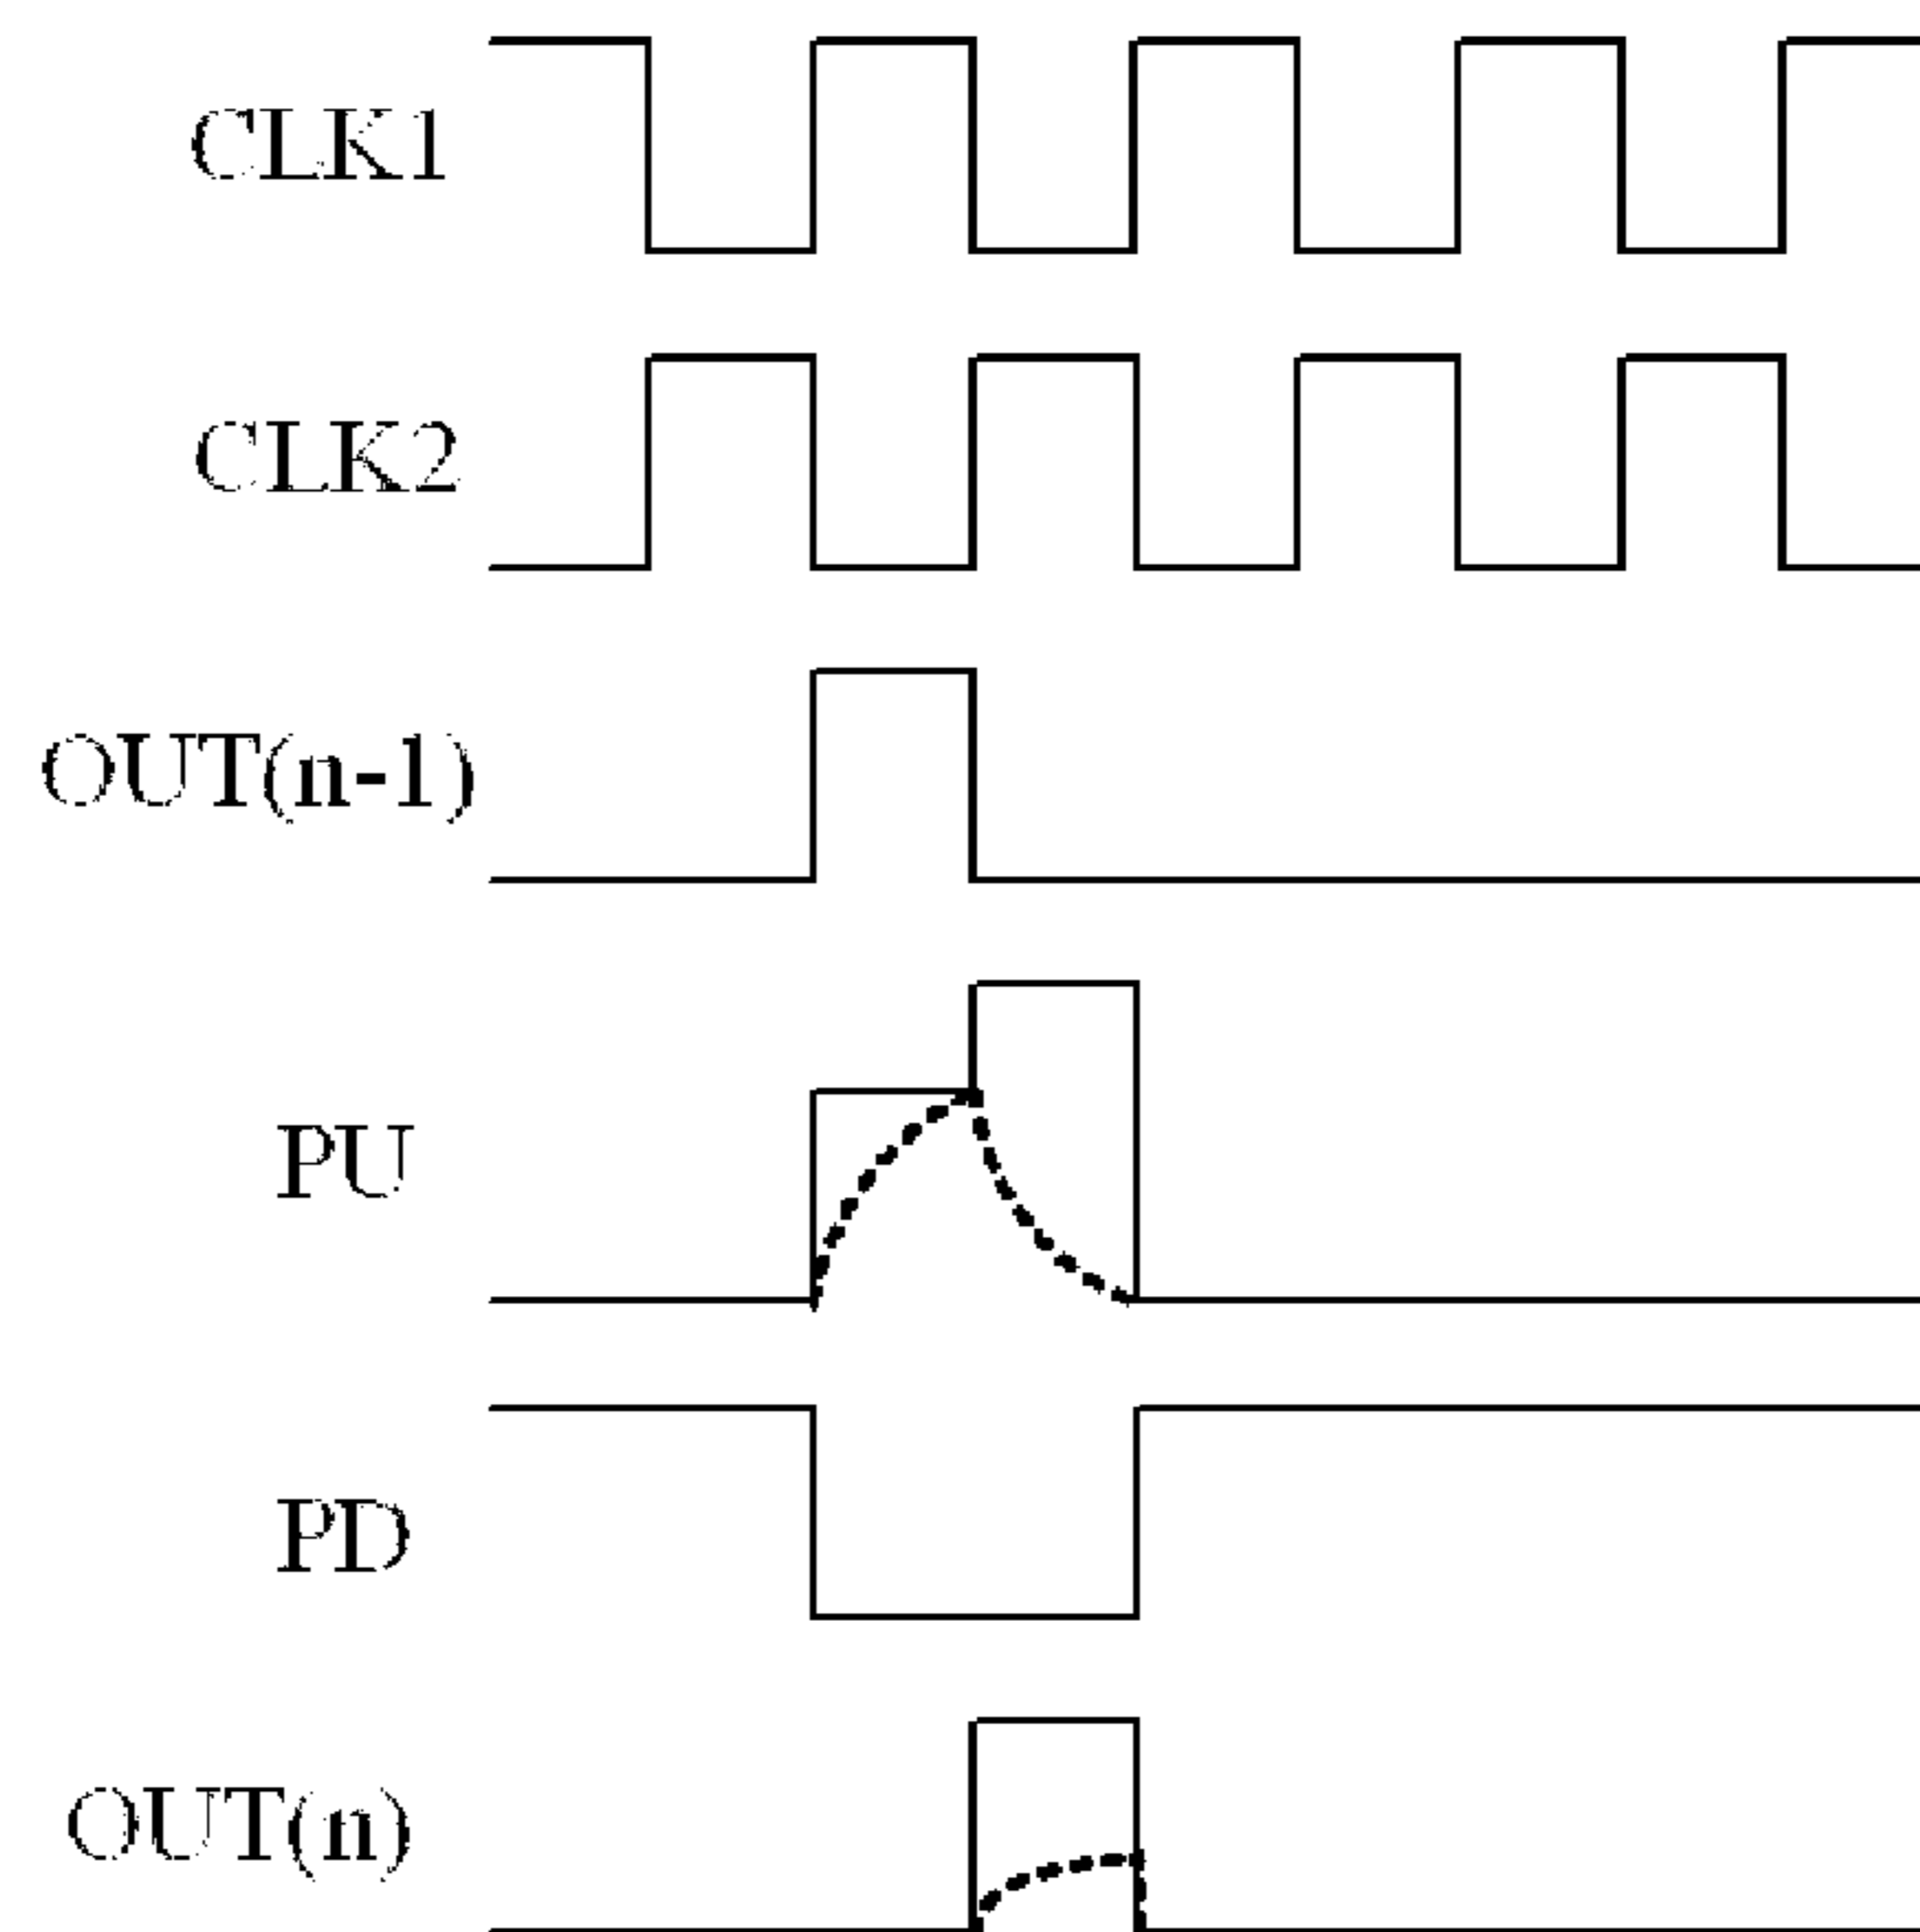 CLK1
CLK2
OUT(n-1)
PU
PD
OUT(n)